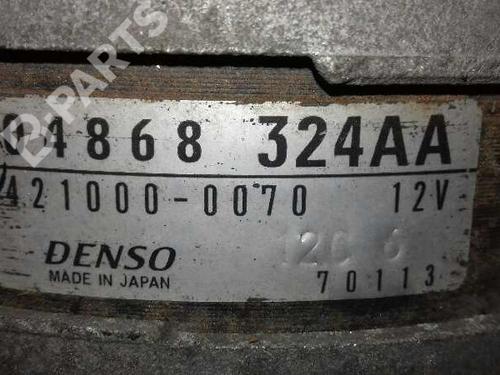 04868 324AA
421000-0070 12V
DENSO
MADE IN JAPAN
70113